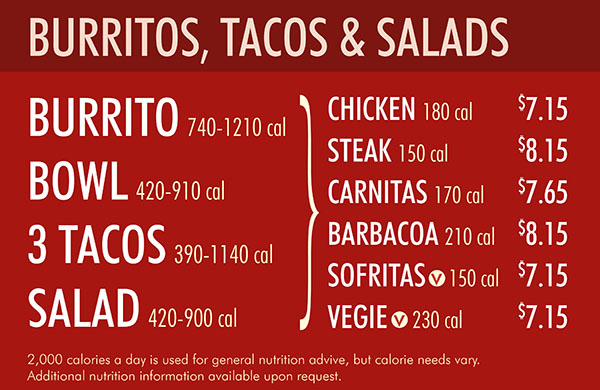 BURRITOS, TACOS & SALADS
BURRITO 740-1210 cal
BOWL 420-910 cal
3 TACOS 390-1140 cal
SALAD 420-900 cal
CHICKEN 180 cal $7.15
STEAK 150 cal $8.15
CARNITAS 170 cal $7.65
BARBACOA 210 cal $8.15
SOFRITAS V 150 cal $7.15
VEGIE V 230 cal $7.15
2,000 calories a day is used for general nutrition advive, but calorie needs vary.
Additional nutrition information available upon request.